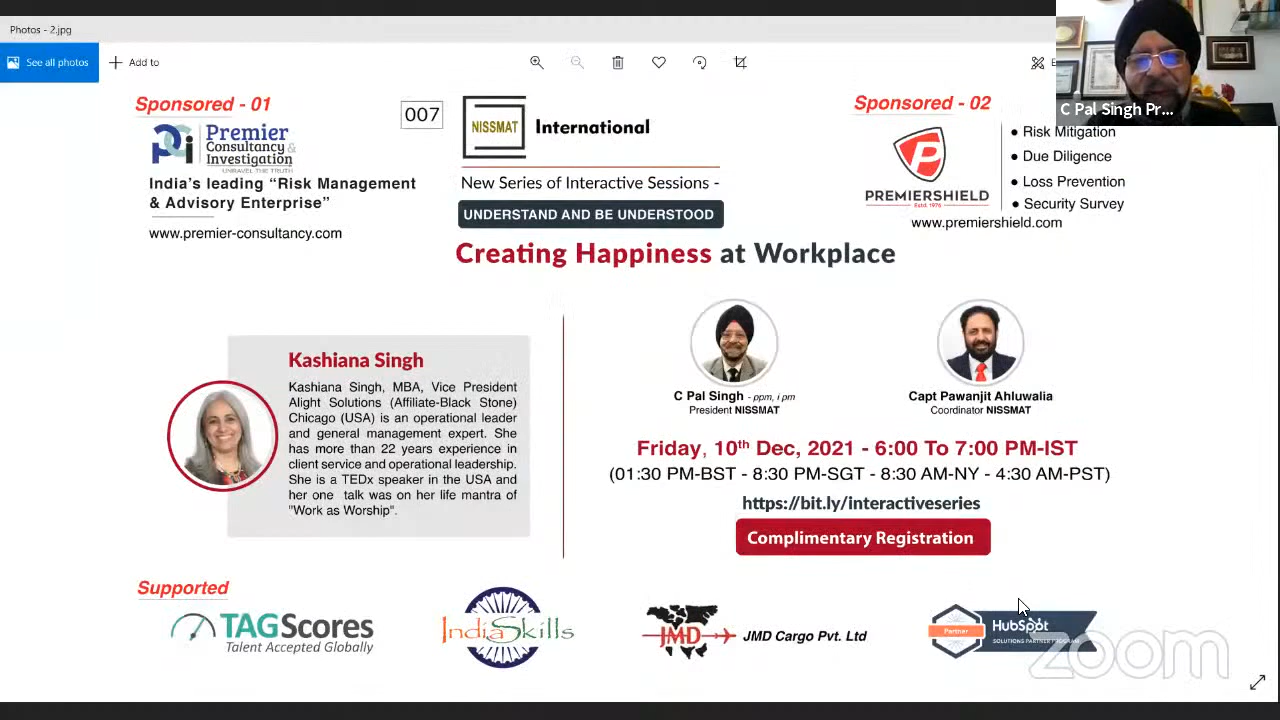 Photos - 2.jpg
See all photos
Add to
C Pal Singh Pr...
Sponsored - 01
Premier
Consultancy &
Investigation
UNRAVEL THE TRUTH
India's leading "Risk Management
& Advisory Enterprise"
www.premier-consultancy.com
007
NISSMAT
International
New Series of Interactive Sessions -
UNDERSTAND AND BE UNDERSTOOD
Sponsored - 02
PREMIERSHIELD
Estd. 1976
• Risk Mitigation
• Due Diligence
• Loss Prevention
• Security Survey
www.premiershield.com
Creating Happiness at Workplace
Kashiana Singh
Kashiana Singh, MBA, Vice President
Alight Solutions (Affiliate-Black Stone)
Chicago (USA) is an operational leader
and general management expert. She
has more than 22 years experience in
client service and operational leadership.
She is a TEDx speaker in the USA and
her one talk was on her life mantra of
"Work as Worship".
C Pal Singh - ppm, i pm
President NISSMAT
Capt Pawanjit Ahluwalia
Coordinator NISSMAT
Friday, 10th Dec, 2021 - 6:00 To 7:00 PM-IST
(01:30 PM-BST - 8:30 PM-SGT - 8:30 AM-NY - 4:30 AM-PST)
https://bit.ly/interactiveseries
Complimentary Registration
Supported
TAGScores
Talent Accepted Globally
IndiaSkills
JMD
JMD Cargo Pvt. Ltd
Partner
HubSpot
SOLUTIONS PARTNER PROGRAM
zoom